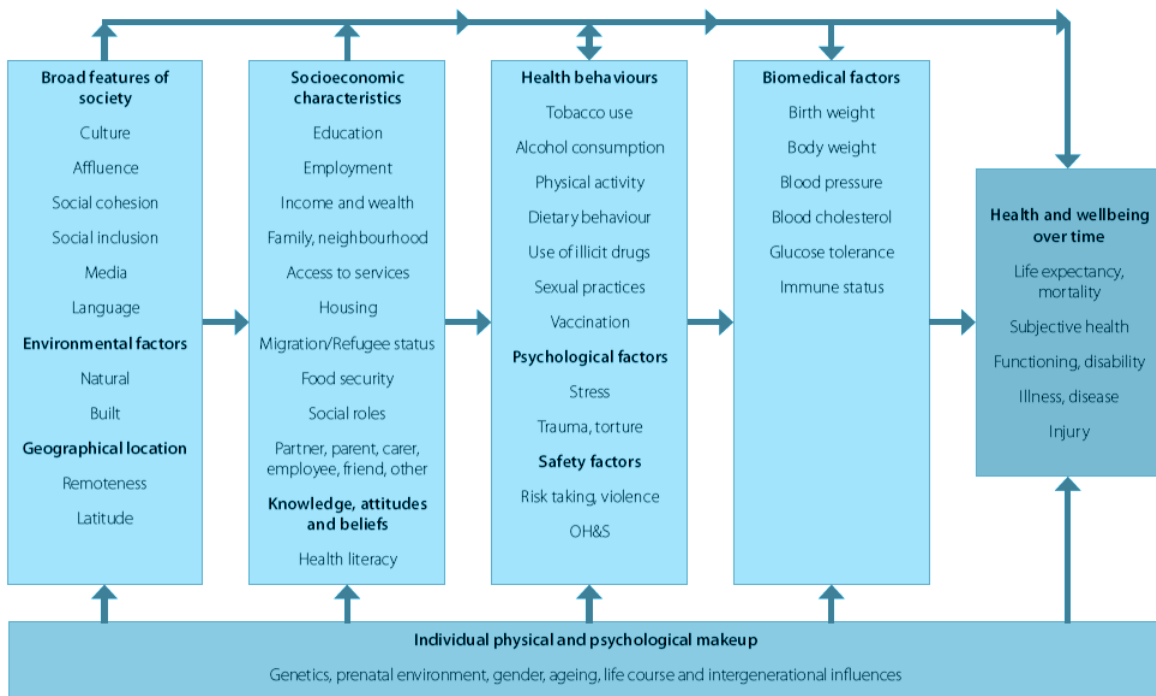 Broad features of
society
Culture
Affluence
Social cohesion
Social inclusion
Media
Language
Environmental factors
Natural
Built
Geographical location
Remoteness
Latitude
Socioeconomic
characteristics
Education
Employment
Income and wealth
Family, neighbourhood
Access to services
Housing
Migration/Refugee status
Food security
Social roles
Partner, parent, carer,
employee, friend, other
Knowledge, attitudes
and beliefs
Health literacy
Health behaviours
Tobacco use
Alcohol consumption
Physical activity
Dietary behaviour
Use of illicit drugs
Sexual practices
Vaccination
Psychological factors
Stress
Trauma, torture
Safety factors
Risk taking, violence
OH&S
Biomedical factors
Birth weight
Body weight
Blood pressure
Blood cholesterol
Glucose tolerance
Immune status
Health and wellbeing
over time
Life expectancy,
mortality
Subjective health
Functioning, disability
Illness, disease
Injury
Individual physical and psychological makeup
Genetics, prenatal environment, gender, ageing, life course and intergenerational influences